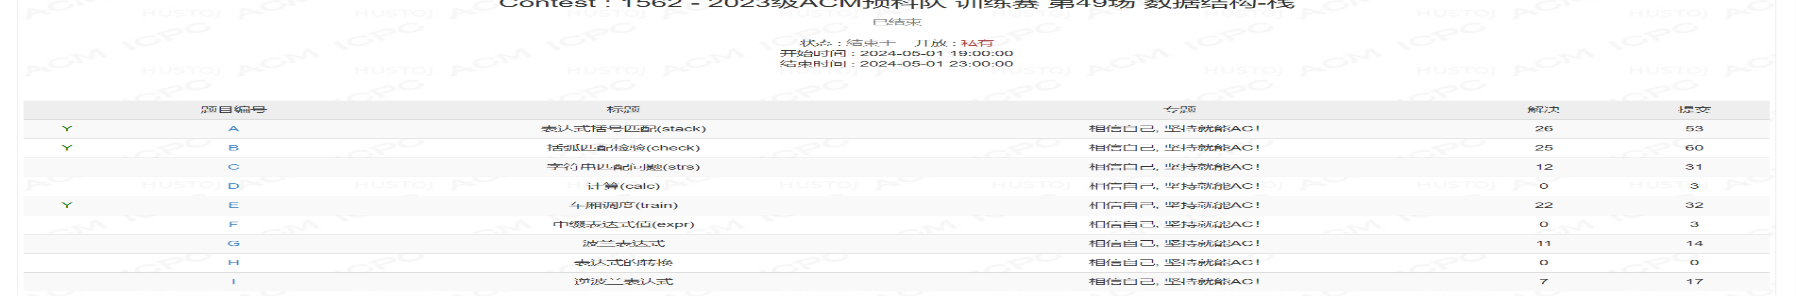 Contest : 1562 - 2023级ACM预科队 训练赛 第49场 数据结构-栈
已结束
状态 : 结束十 开放 : 私有
开始时间 : 2024-05-01 19:00:00
结束时间 : 2024-05-01 23:00:00
题目编号 标题 专题 解决 提交
Y A 表达式括号匹配(stack) 相信自己, 坚持就能AC! 26 53
Y B 括弧匹配检验(check) 相信自己, 坚持就能AC! 25 60
C 字符串匹配问题(strs) 相信自己, 坚持就能AC! 12 31
D 计算(calc) 相信自己, 坚持就能AC! 0 3
Y E 车厢调度(train) 相信自己, 坚持就能AC! 22 32
F 中缀表达式值(expr) 相信自己, 坚持就能AC! 0 3
G 波兰表达式 相信自己, 坚持就能AC! 11 14
H 表达式的转换 相信自己, 坚持就能AC! 0 0
I 逆波兰表达式 相信自己, 坚持就能AC! 7 17